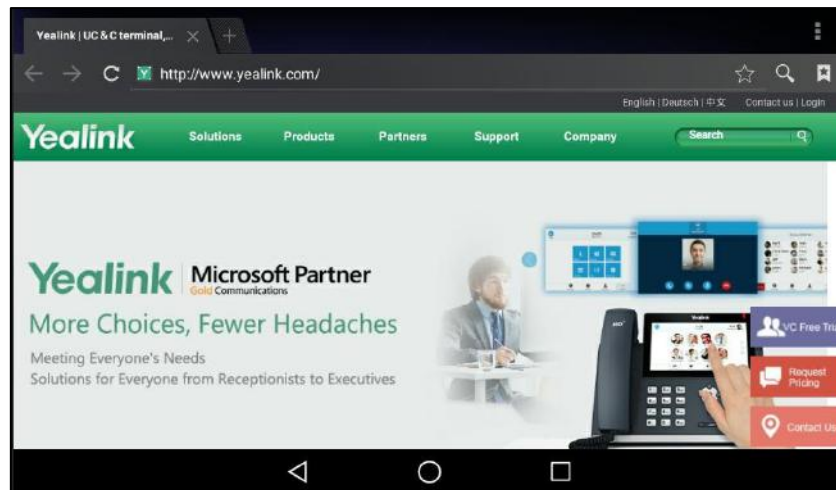 Yealink | UC & C terminal,...
http://www.yealink.com/
English | Deutsch | 中文 Contact us | Login
Yealink Solutions Products Partners Support Company Search
Yealink Microsoft Partner
Gold Communications
More Choices, Fewer Headaches
Meeting Everyone's Needs
Solutions for Everyone from Receptionists to Executives
Yealink
VC Free Tria
Request
Pricing
Contact Us